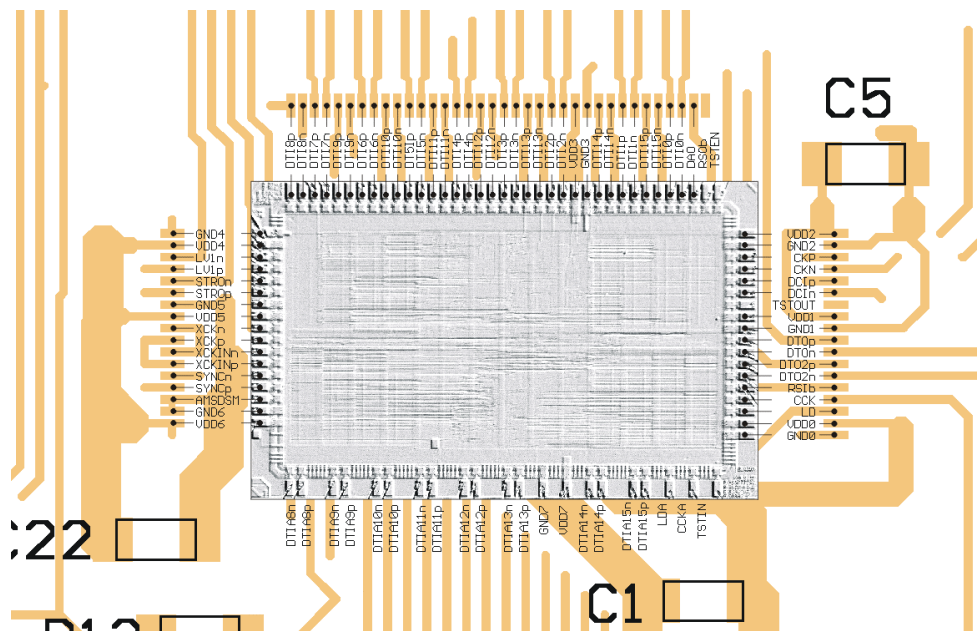 C5
DTI8p
DTI8n
DTI7p
DTI7n
DTI9p
DTI9n
DTI6p
DTI6n
DTI10p
DTI10n
DTI5p
DTI5n
DTI11p
DTI11n
DTI4p
DTI4n
DTI12p
DTI12n
DTI3p
DTI3n
DTI13p
DTI13n
DTI2p
DTI2n
VDD3
GND3
DTI14p
DTI14n
DTI1p
DTI1n
DTI15p
DTI15n
DTI0p
DTI0n
DAO
RSOb
TSTEN
GND4
VDD4
LV1n
LV1p
STROn
STROp
GND5
VDD5
XCKn
XCKp
XCKINn
XCKINp
SYNCn
SYNCp
AMSDSM
GND6
VDD6
VDD2
GND2
CKP
CKN
DCIp
DCIn
TSTOUT
VDD1
GND1
DTOp
DTOn
DTO2p
DTO2n
RSIb
CCK
LD
VDD0
GND0
DTIA8n
DTIA8p
DTIA9n
DTIA9p
DTIA10n
DTIA10p
DTIA11n
DTIA11p
DTIA12n
DTIA12p
DTIA13n
DTIA13p
GND7
VDD7
DTIA14n
DTIA14p
DTIA15n
DTIA15p
LDA
CCKA
TSTIN
C22
C1